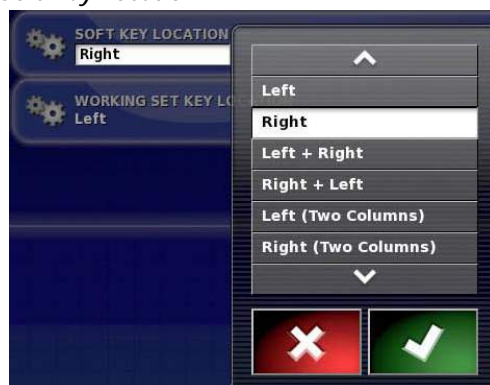 SOFT KEY LOCATION
Right
WORKING SET KEY
Left
Left
Right
Left + Right
Right + Left
Left (Two Columns)
Right (Two Columns)